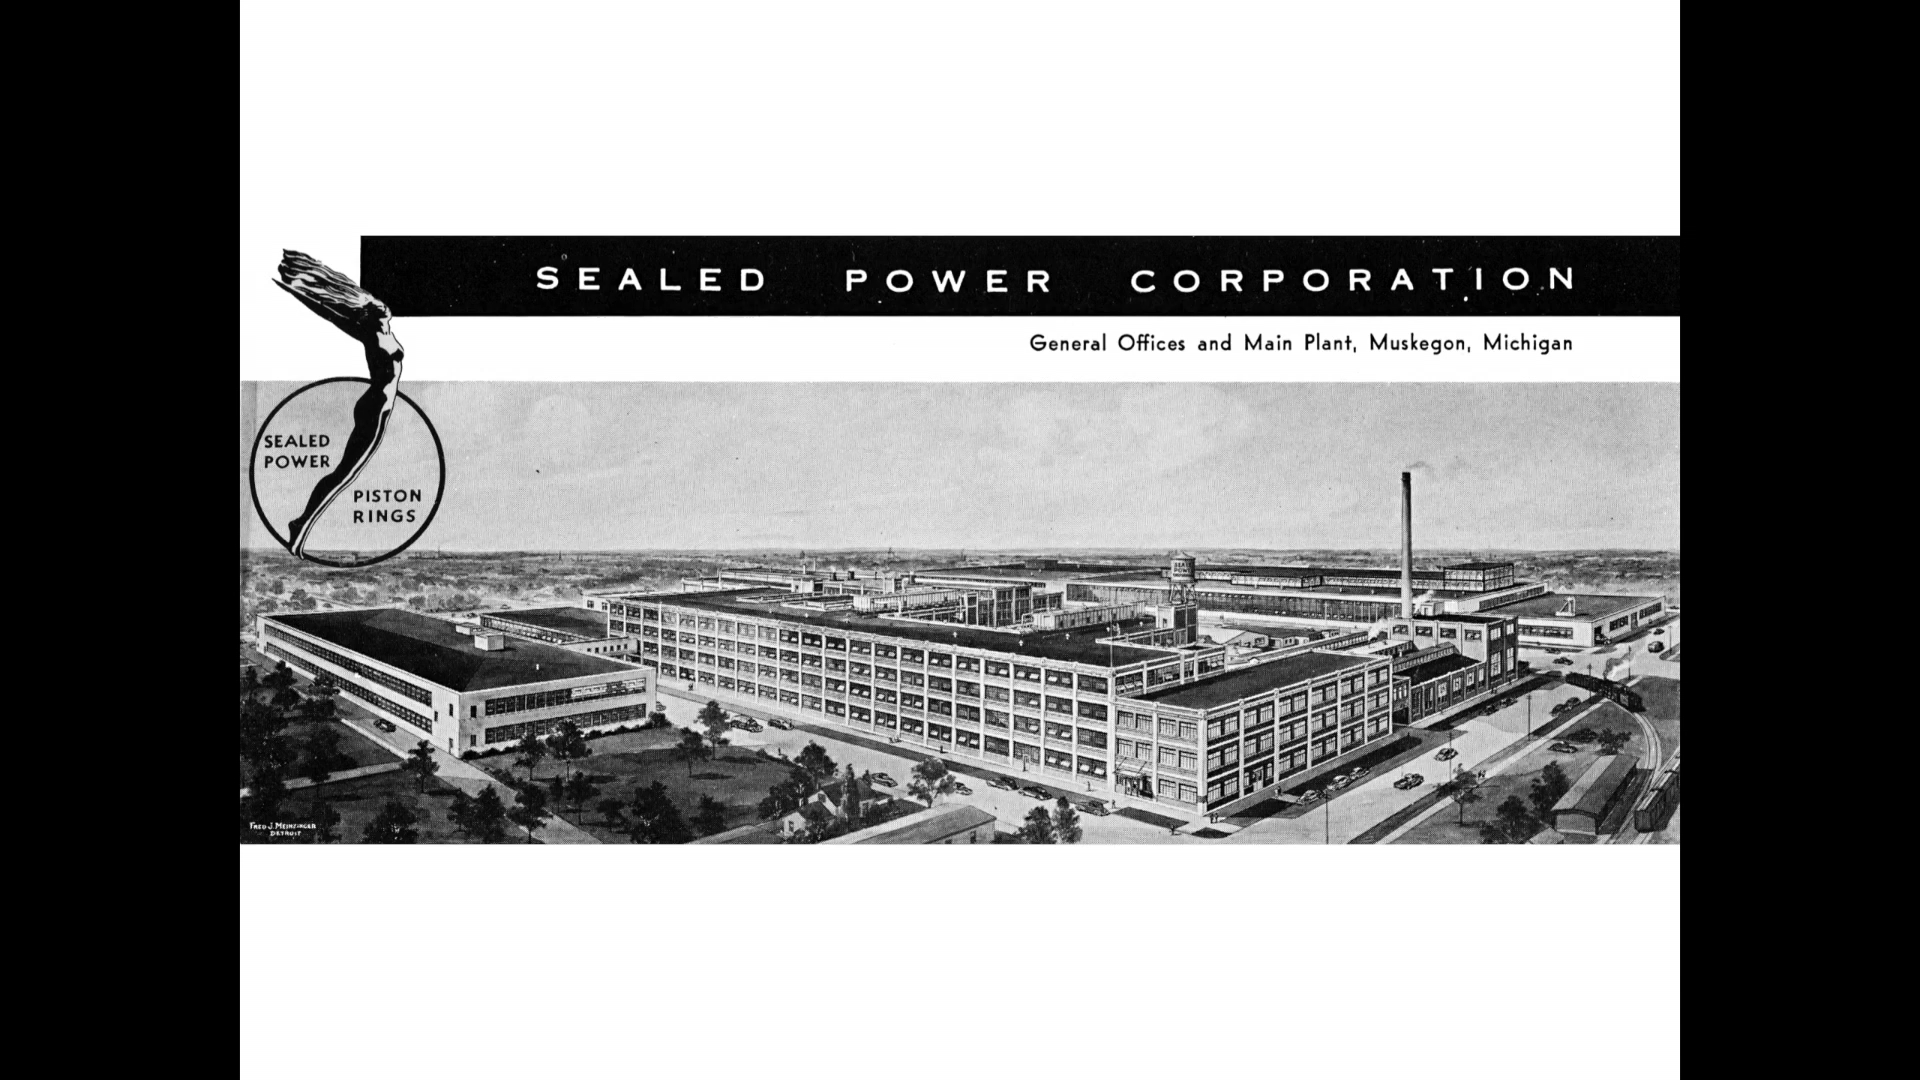 SEALED POWER CORPORATION
General Offices and Main Plant, Muskegon, Michigan
SEALED
POWER
PISTON
RINGS
FRED J. MEINZINGER
DETROIT